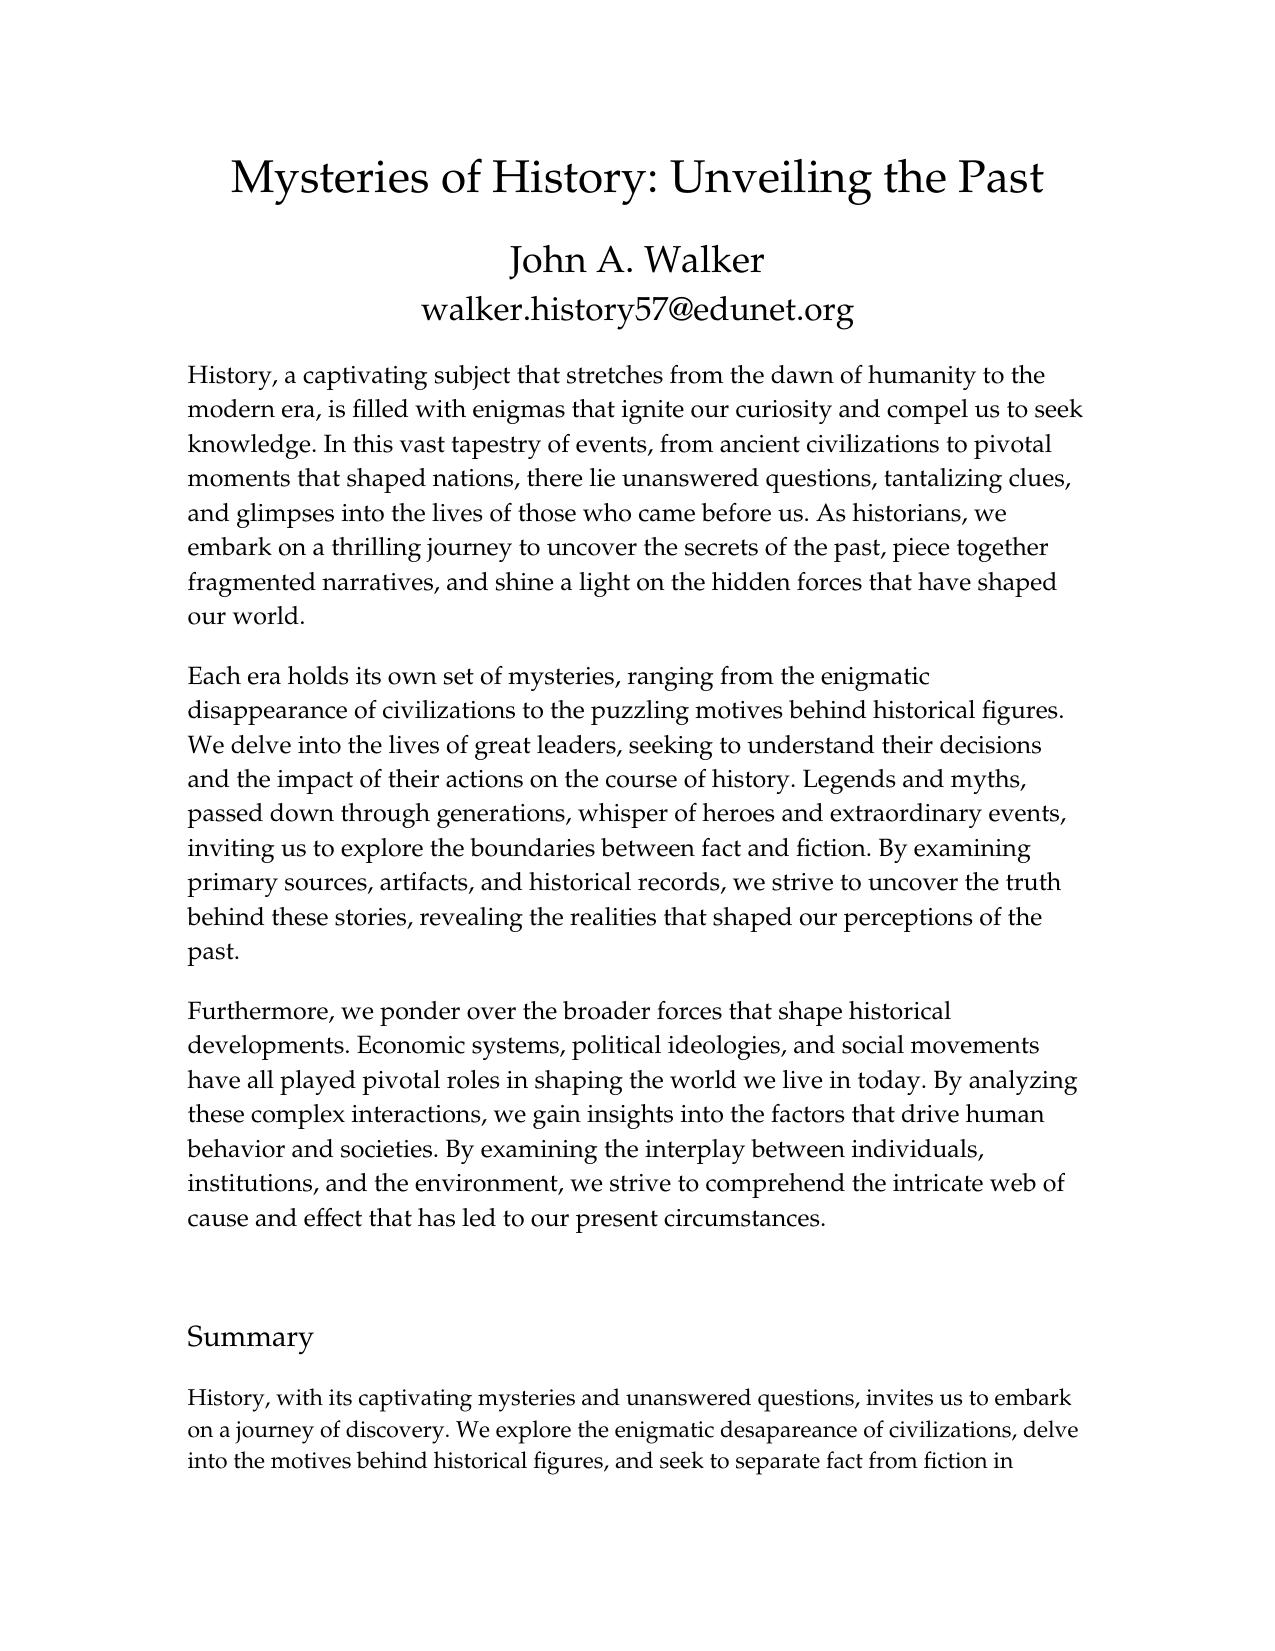 Mysteries of History: Unveiling the Past
John A. Walker
walker.history57@edunet.org
History, a captivating subject that stretches from the dawn of humanity to the
modern era, is filled with enigmas that ignite our curiosity and compel us to seek
knowledge. In this vast tapestry of events, from ancient civilizations to pivotal
moments that shaped nations, there lie unanswered questions, tantalizing clues,
and glimpses into the lives of those who came before us. As historians, we
embark on a thrilling journey to uncover the secrets of the past, piece together
fragmented narratives, and shine a light on the hidden forces that have shaped
our world.
Each era holds its own set of mysteries, ranging from the enigmatic
disappearance of civilizations to the puzzling motives behind historical figures.
We delve into the lives of great leaders, seeking to understand their decisions
and the impact of their actions on the course of history. Legends and myths,
passed down through generations, whisper of heroes and extraordinary events,
inviting us to explore the boundaries between fact and fiction. By examining
primary sources, artifacts, and historical records, we strive to uncover the truth
behind these stories, revealing the realities that shaped our perceptions of the
past.
Furthermore, we ponder over the broader forces that shape historical
developments. Economic systems, political ideologies, and social movements
have all played pivotal roles in shaping the world we live in today. By analyzing
these complex interactions, we gain insights into the factors that drive human
behavior and societies. By examining the interplay between individuals,
institutions, and the environment, we strive to comprehend the intricate web of
cause and effect that has led to our present circumstances.
Summary
History, with its captivating mysteries and unanswered questions, invites us to embark
on a journey of discovery. We explore the enigmatic desapareance of civilizations, delve
into the motives behind historical figures, and seek to separate fact from fiction in